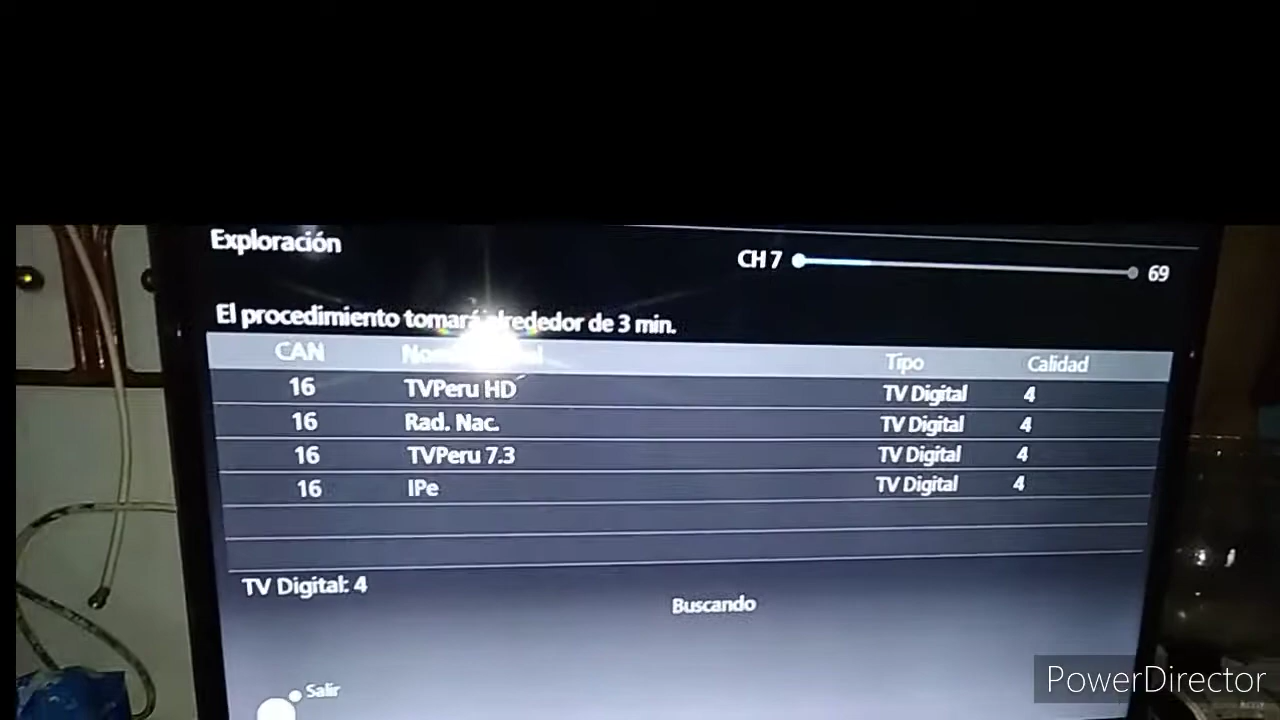 Exploración
CH 7 69
El procedimiento tomará alrededor de 3 min.
CAN Tipo Calidad
16 TVPeru HD TV Digital 4
16 Rad. Nac. TV Digital 4
16 TVPeru 7.3 TV Digital 4
16 IPe TV Digital 4
TV Digital: 4
Buscando
Salir
PowerDirector